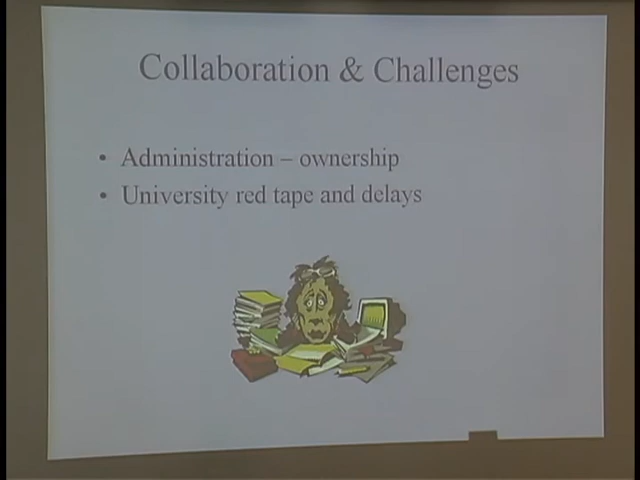 Collaboration & Challenges
• Administration – ownership
• University red tape and delays